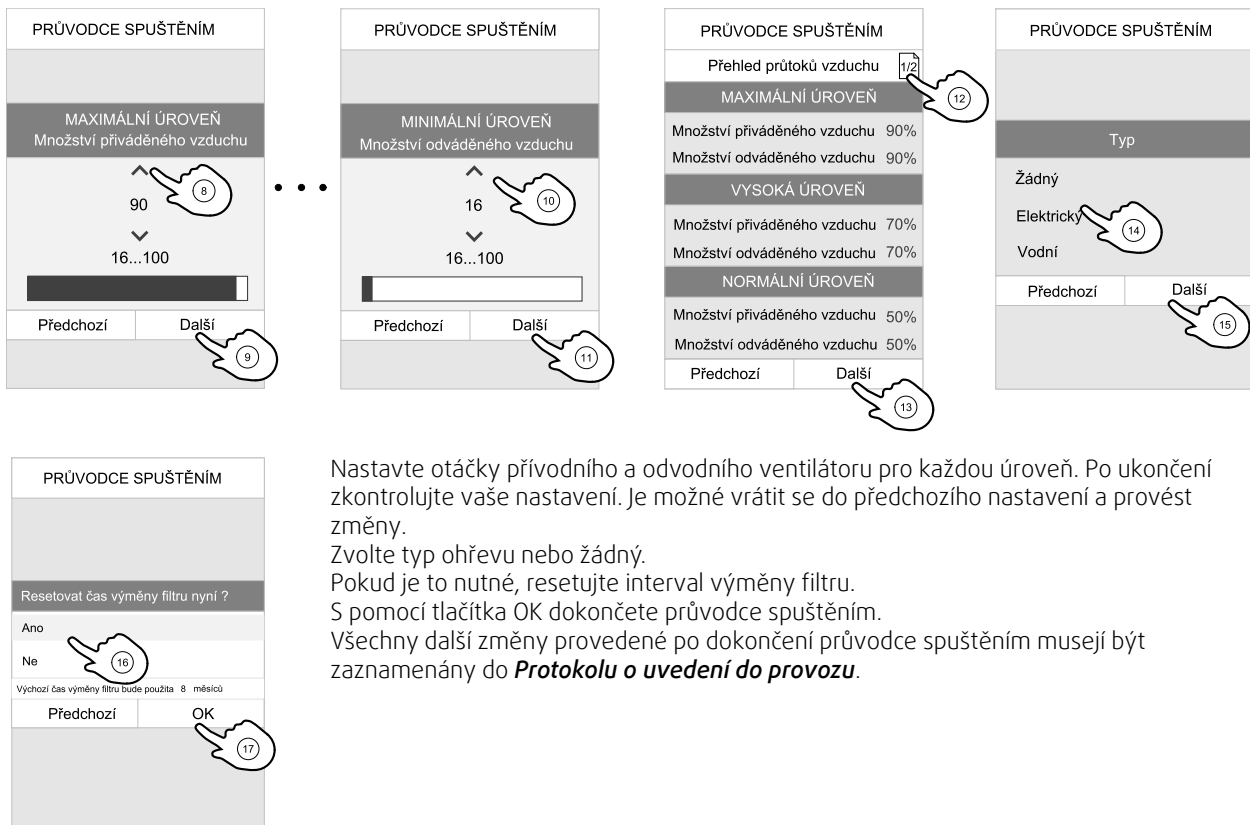 PRŮVODCE SPUŠTĚNÍM
MAXIMÁLNÍ ÚROVEŇ
Množství přiváděného vzduchu
8
90
16...100
Předchozí Další
9
PRŮVODCE SPUŠTĚNÍM
MINIMÁLNÍ ÚROVEŇ
Množství odváděného vzduchu
10
16
16...100
Předchozí Další
11
PRŮVODCE SPUŠTĚNÍM
Přehled průtoků vzduchu 1/2
12
MAXIMÁLNÍ ÚROVEŇ
Množství přiváděného vzduchu 90%
Množství odváděného vzduchu 90%
VYSOKÁ ÚROVEŇ
Množství přiváděného vzduchu 70%
Množství odváděného vzduchu 70%
NORMÁLNÍ ÚROVEŇ
Množství přiváděného vzduchu 50%
Množství odváděného vzduchu 50%
Předchozí Další
13
PRŮVODCE SPUŠTĚNÍM
Typ
Žádný
Elektrický
14
Vodní
Předchozí Další
15
PRŮVODCE SPUŠTĚNÍM
Resetovat čas výměny filtru nyní ?
Ano
Ne
16
Výchozí čas výměny filtru bude použita 8 měsíců
Předchozí OK
17
Nastavte otáčky přívodního a odvodního ventilátoru pro každou úroveň. Po ukončení
zkontrolujte vaše nastavení. Je možné vrátit se do předchozího nastavení a provést
změny.
Zvolte typ ohřevu nebo žádný.
Pokud je to nutné, resetujte interval výměny filtru.
S pomocí tlačítka OK dokončete průvodce spuštěním.
Všechny další změny provedené po dokončení průvodce spuštěním musejí být
zaznamenány do Protokolu o uvedení do provozu.